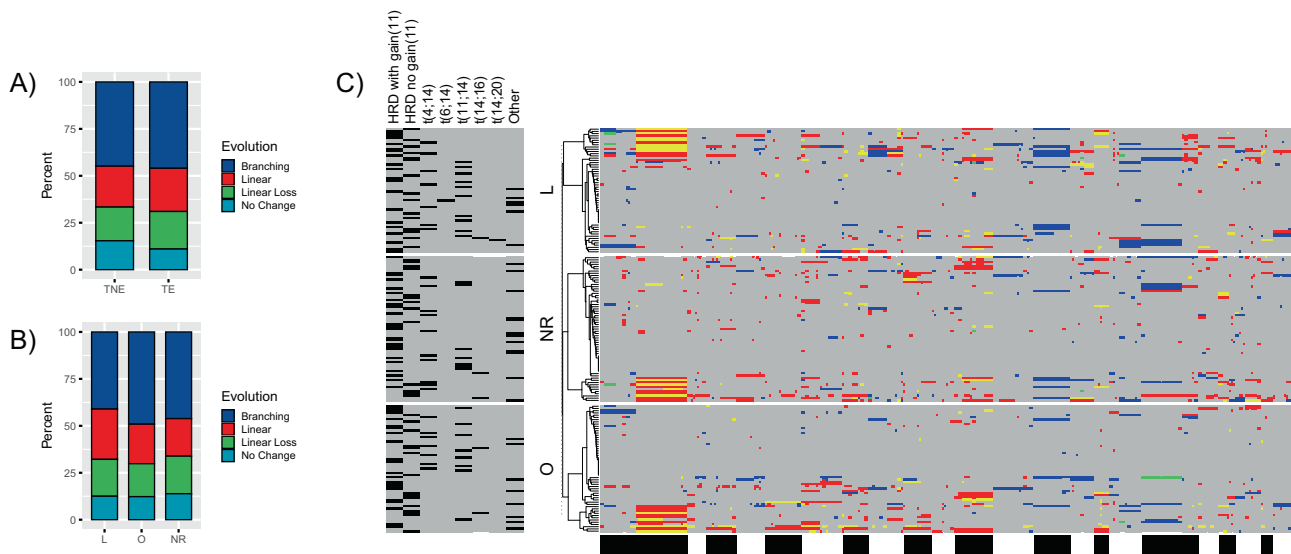 A)
Percent
100
75
50
25
0
TNE
TE
Evolution
Branching
Linear
Linear Loss
No Change
B)
Percent
100
75
50
25
0
L
O
NR
Evolution
Branching
Linear
Linear Loss
No Change
C)
HRD with gain(11)
HRD no gain(11)
t(4;14)
t(6;14)
t(11;14)
t(14;16)
t(14;20)
Other
L
NR
O